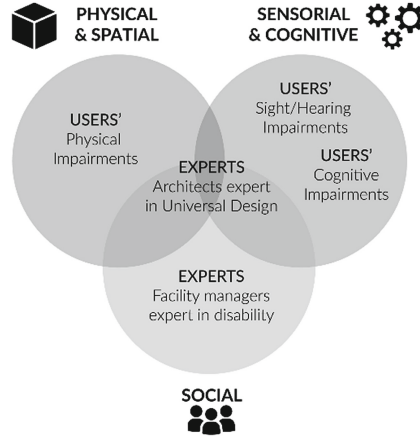 PHYSICAL
& SPATIAL
SENSORIAL
& COGNITIVE
USERS'
Physical
Impairments
USERS'
Sight/Hearing
Impairments
USERS'
Cognitive
Impairments
EXPERTS
Architects expert
in Universal Design
EXPERTS
Facility managers
expert in disability
SOCIAL